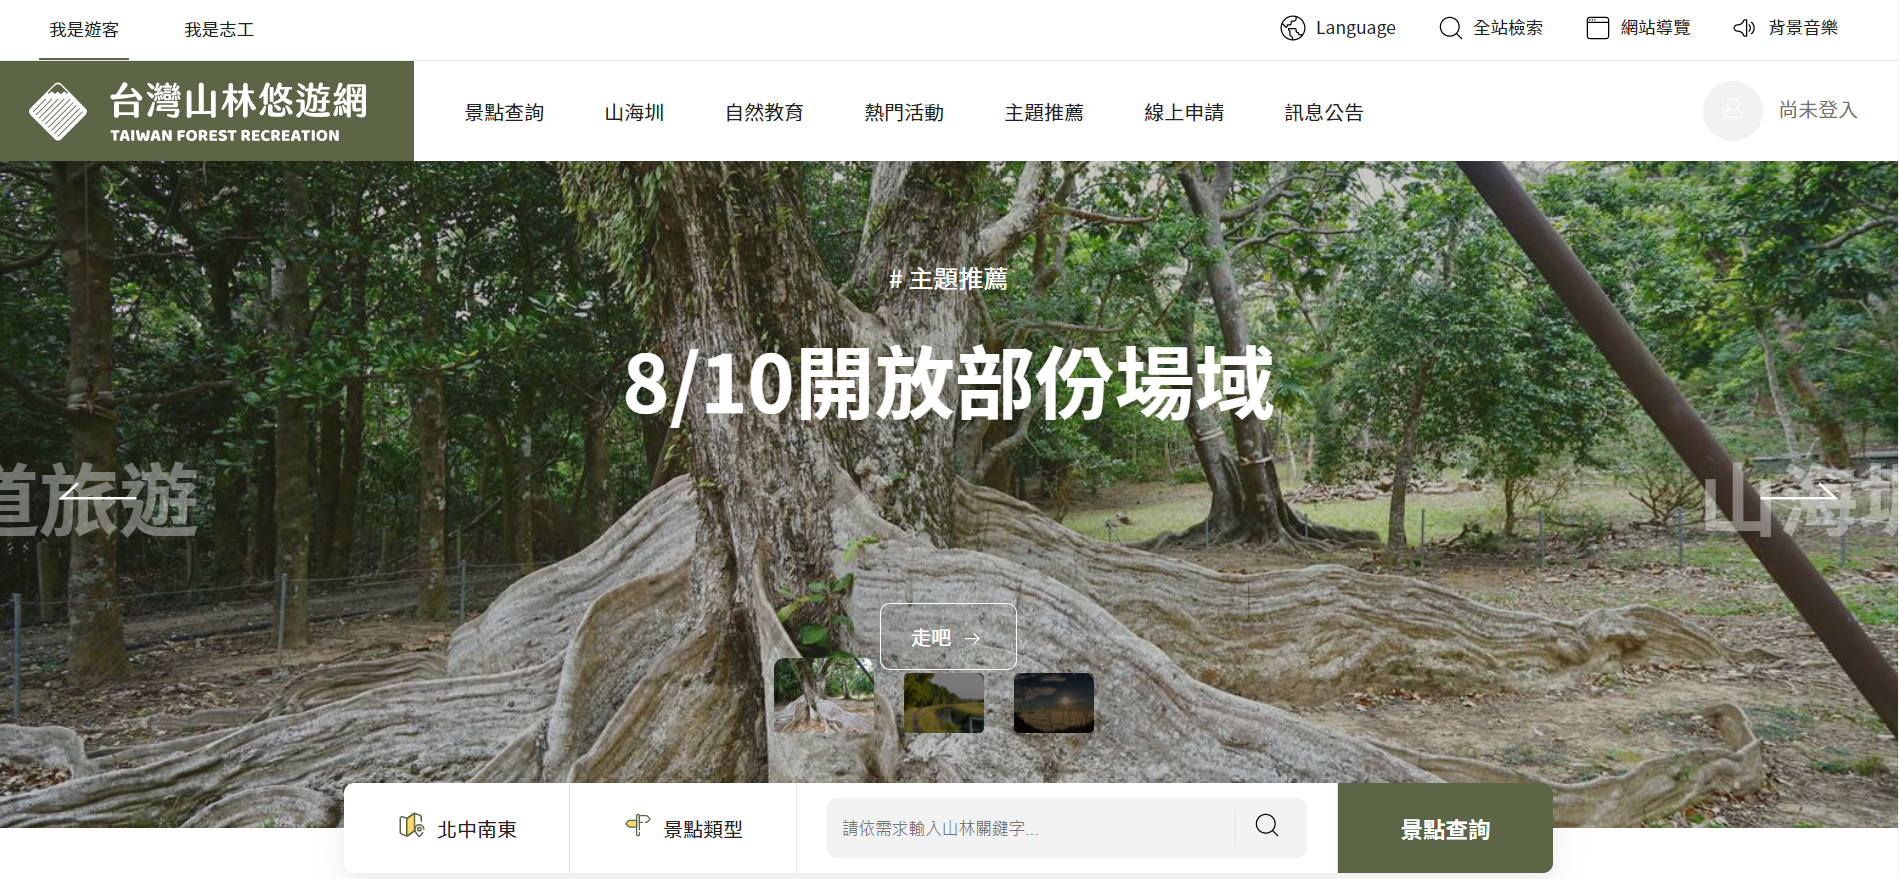 我是遊客
我是志工
Language
全站檢索
網站導覽
背景音樂
台灣山林悠遊網
TAIWAN FOREST RECREATION
景點查詢
山海圳
自然教育
熱門活動
主題推薦
線上申請
訊息公告
尚未登入
# 主題推薦
8/10開放部份場域
道旅遊
山海圳
走吧
北中南東
景點類型
請依需求輸入山林關鍵字...
景點查詢